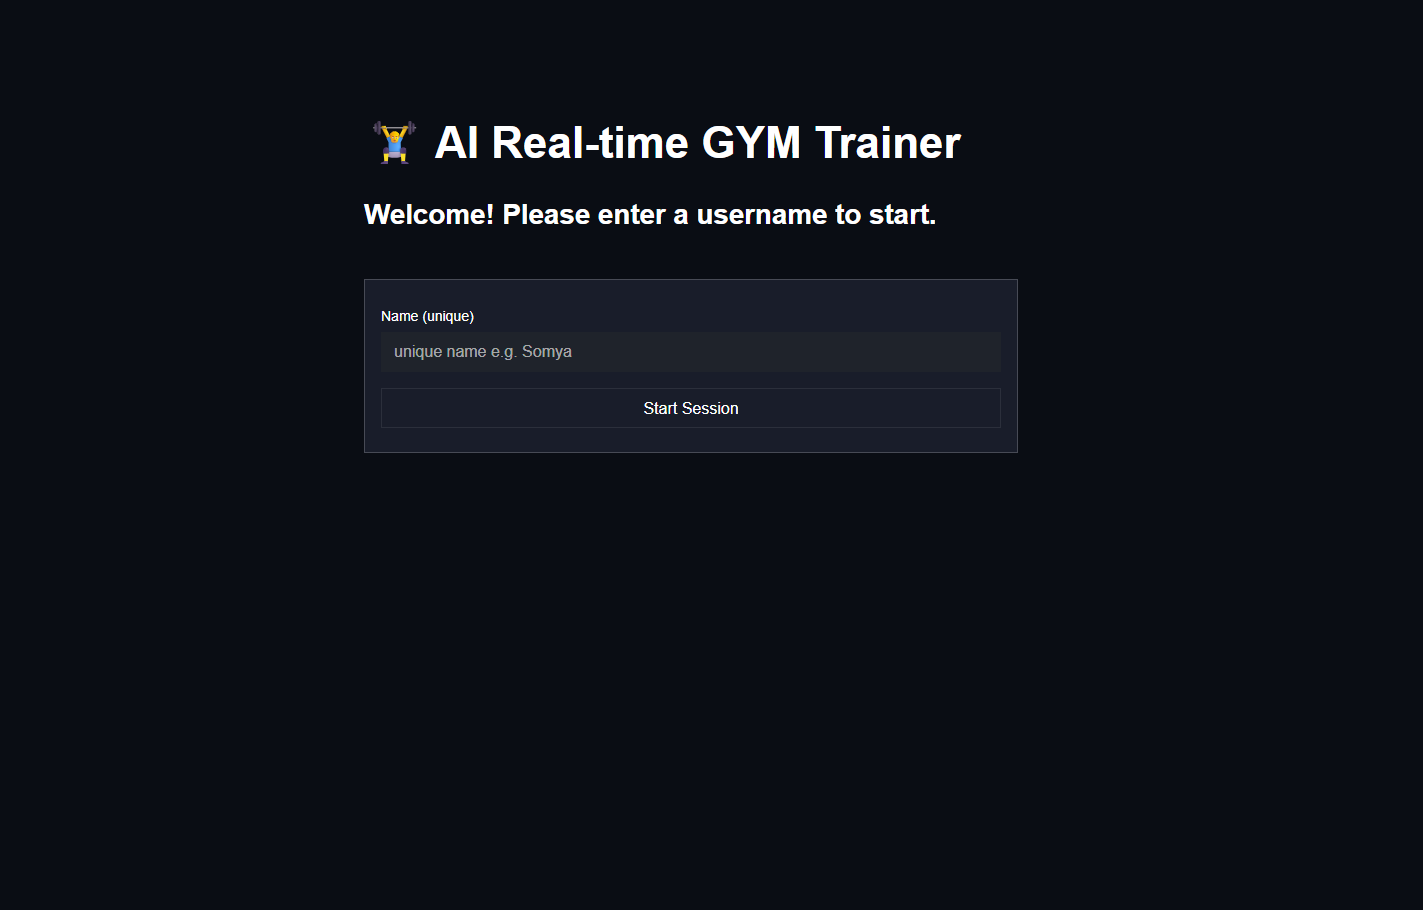 AI Real-time GYM Trainer
Welcome! Please enter a username to start.
Name (unique)
unique name e.g. Somya
Start Session